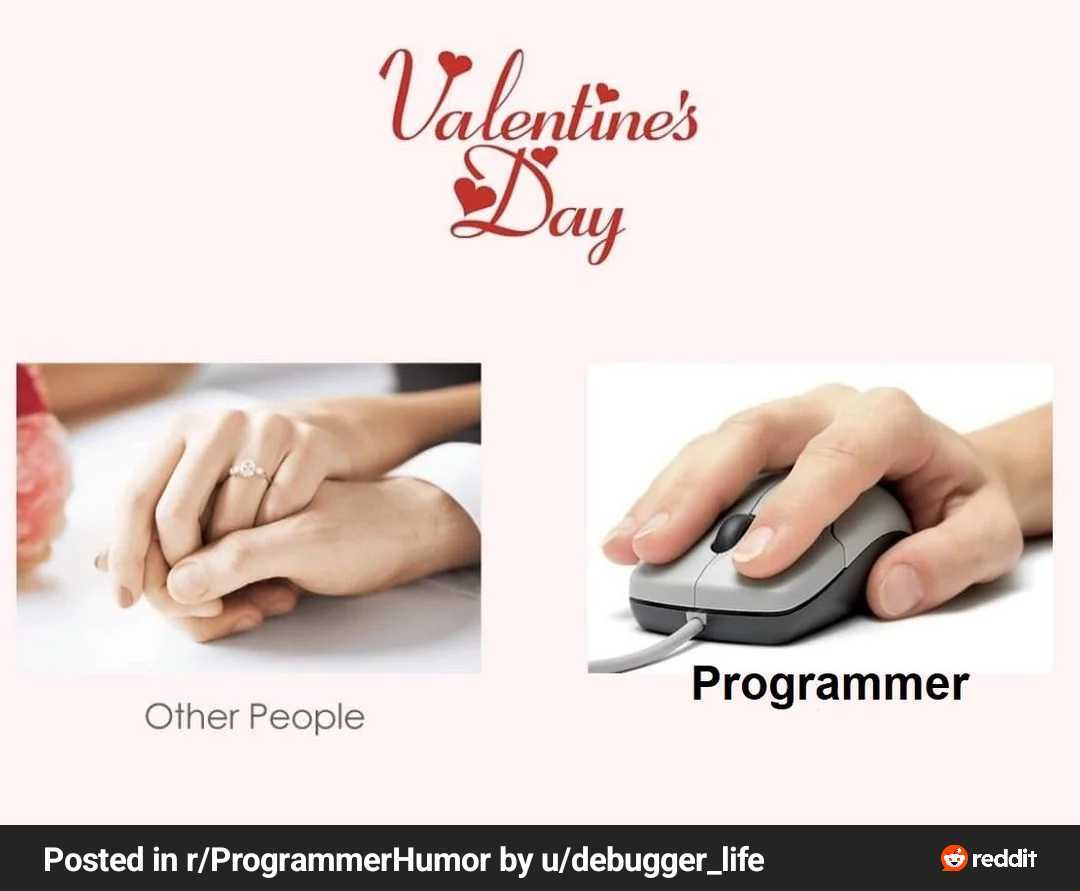 Valentine's
Day
Other People
Programmer
Posted in r/ProgrammerHumor by u/debugger_life
reddit